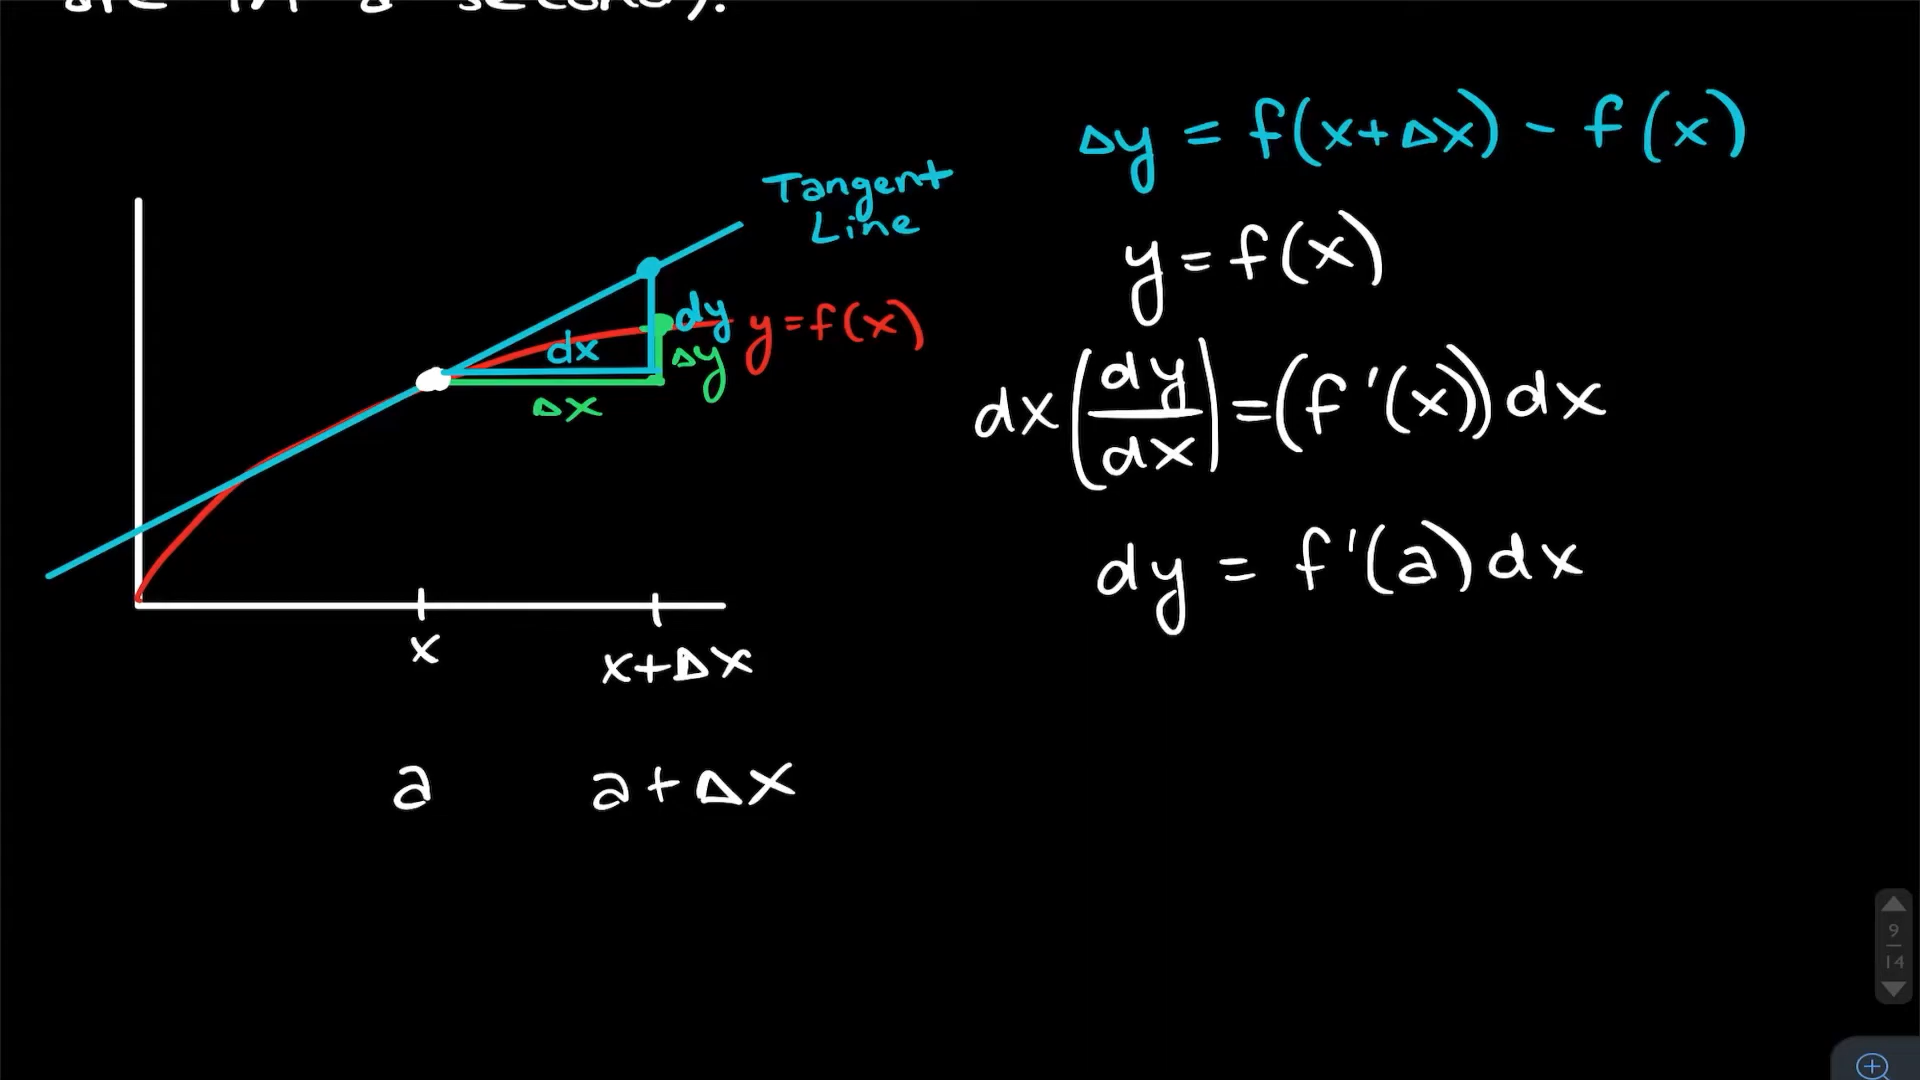 Δy = f(x+Δx) - f(x)
Tangent
Line
y = f(x)
dy
y=f(x)
dx
Δy
Δx
dx(dy/dx) = (f'(x))dx
dy = f'(a)dx
x
x+Δx
a
a+Δx
9
14